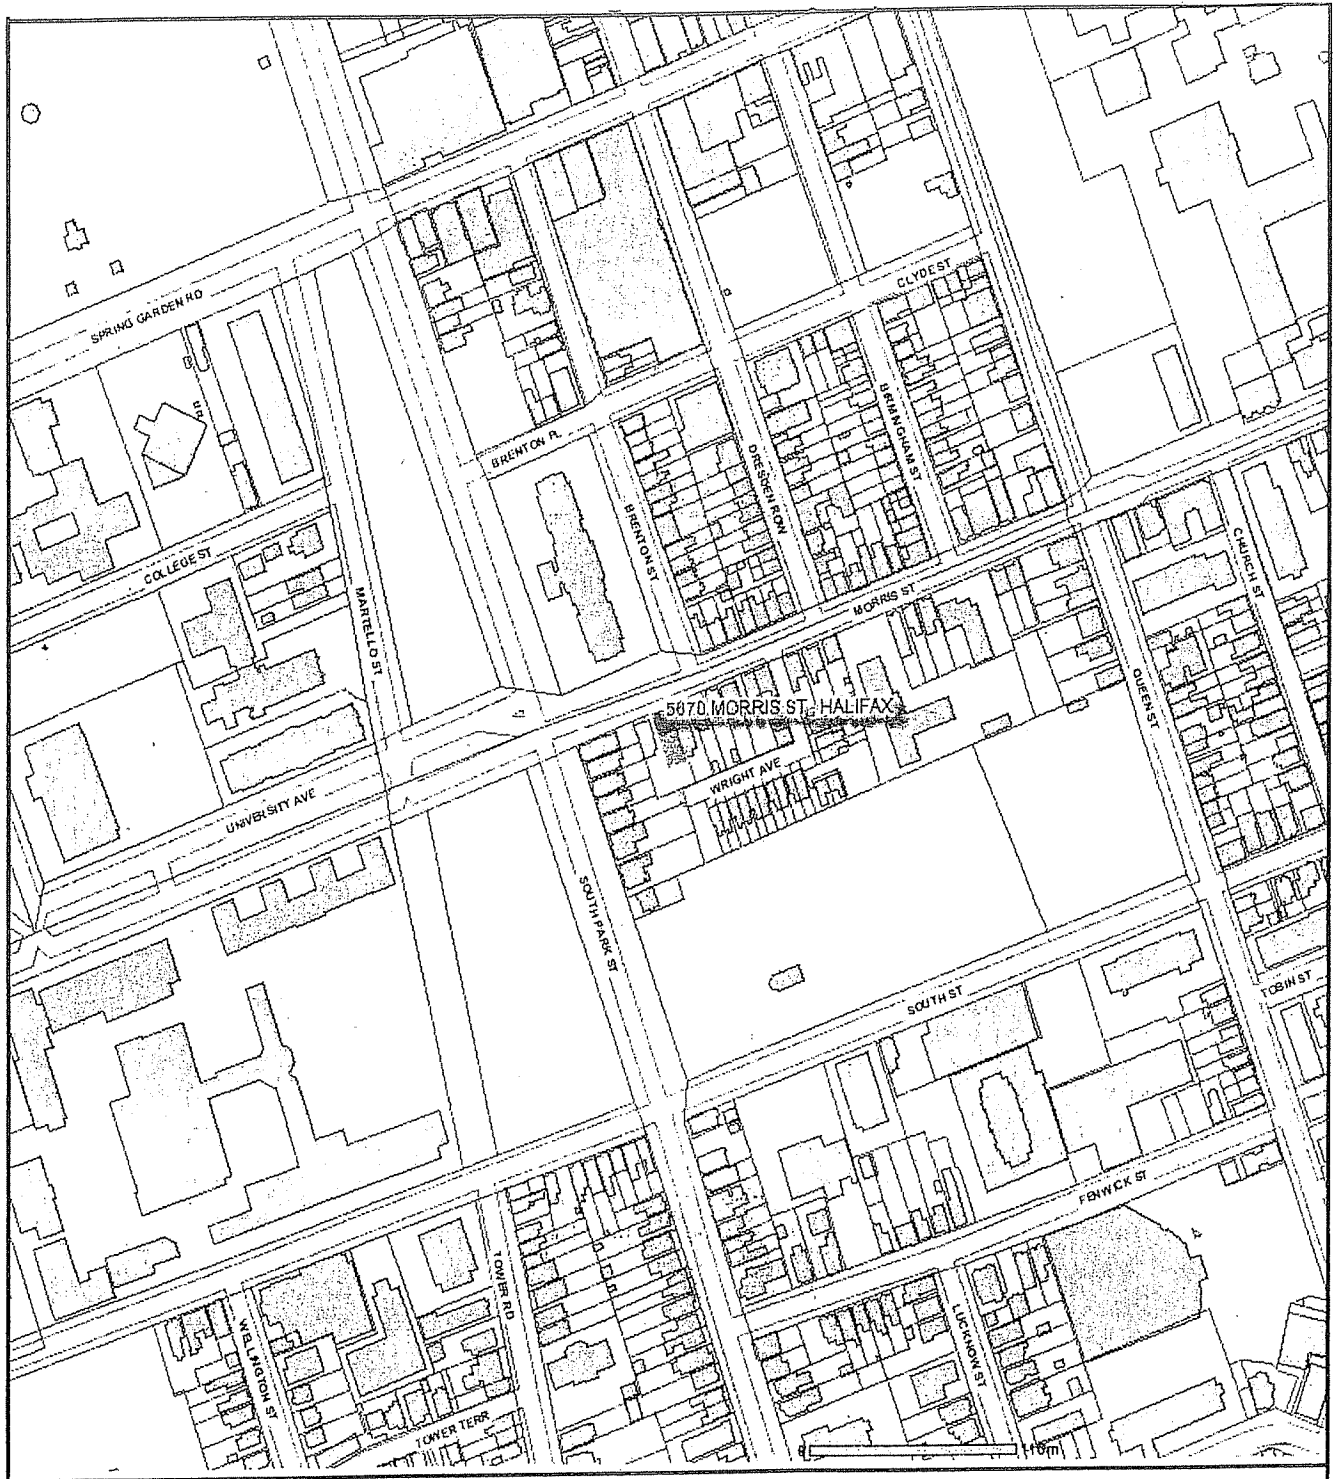 SPRING GARDEN RD
CLYDE ST
BIRMINGHAM ST
BRENTON PL
DRESDEN ROW
BRENTON ST
CHURCH ST
COLLEGE ST
MARTELLO ST
MORRIS ST
QUEEN ST
5670 MORRIS ST, HALIFAX
WRIGHT AVE
UNIVERSITY AVE
SOUTH PARK ST
SOUTH ST
TOBIN ST
FENWICK ST
TOWER RD
WELLINGTON ST
LUCKNOW ST
TOWER TERR
0